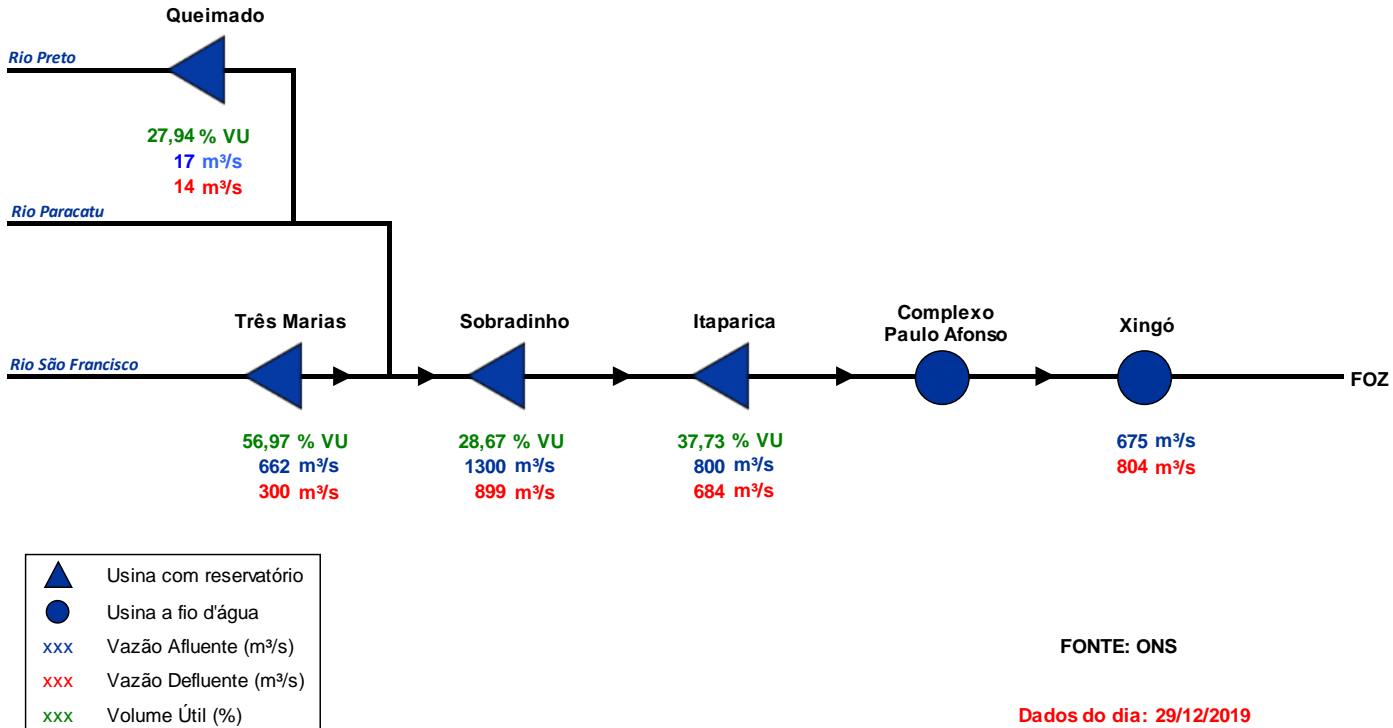 Queimado
Rio Preto
27,94 % VU
17 m³/s
14 m³/s
Rio Paracatu
Três Marias
Sobradinho
Itaparica
Complexo
Paulo Afonso
Xingó
Rio São Francisco
FOZ
56,97 % VU
662 m³/s
300 m³/s
28,67 % VU
1300 m³/s
899 m³/s
37,73 % VU
800 m³/s
684 m³/s
675 m³/s
804 m³/s
Usina com reservatório
Usina a fio d'água
xxx Vazão Afluente (m³/s)
xxx Vazão Defluente (m³/s)
xxx Volume Útil (%)
FONTE: ONS
Dados do dia: 29/12/2019